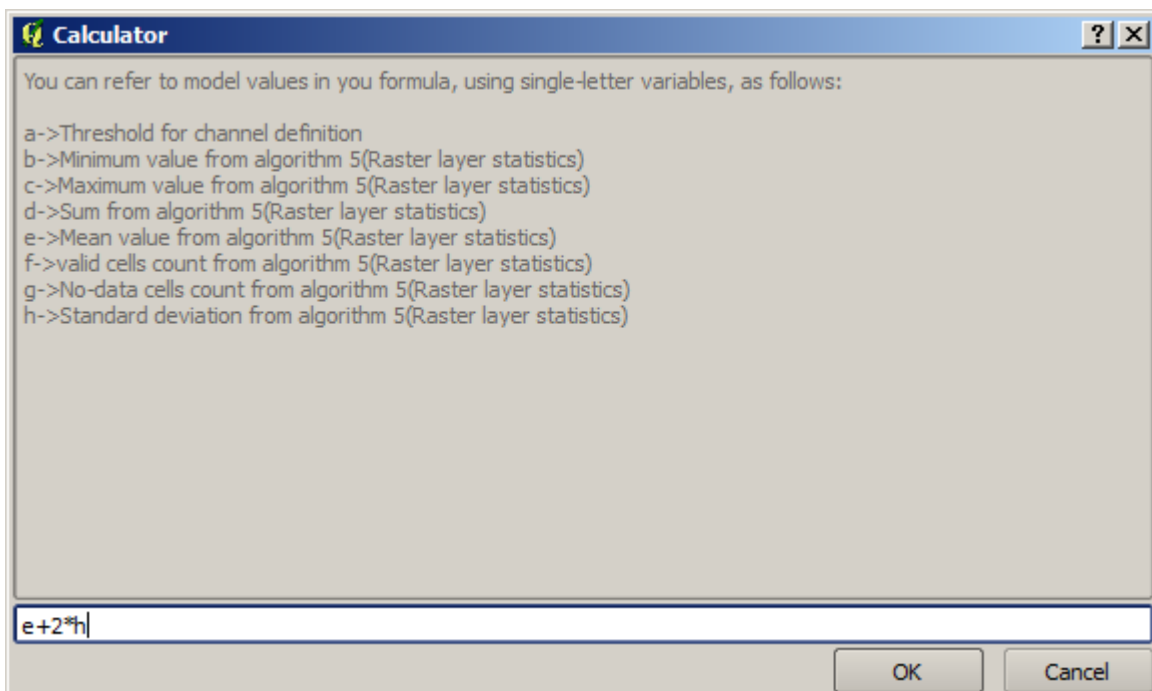 Calculator
You can refer to model values in you formula, using single-letter variables, as follows:
a->Threshold for channel definition
b->Minimum value from algorithm 5(Raster layer statistics)
c->Maximum value from algorithm 5(Raster layer statistics)
d->Sum from algorithm 5(Raster layer statistics)
e->Mean value from algorithm 5(Raster layer statistics)
f->valid cells count from algorithm 5(Raster layer statistics)
g->No-data cells count from algorithm 5(Raster layer statistics)
h->Standard deviation from algorithm 5(Raster layer statistics)
e+2*h
OK Cancel